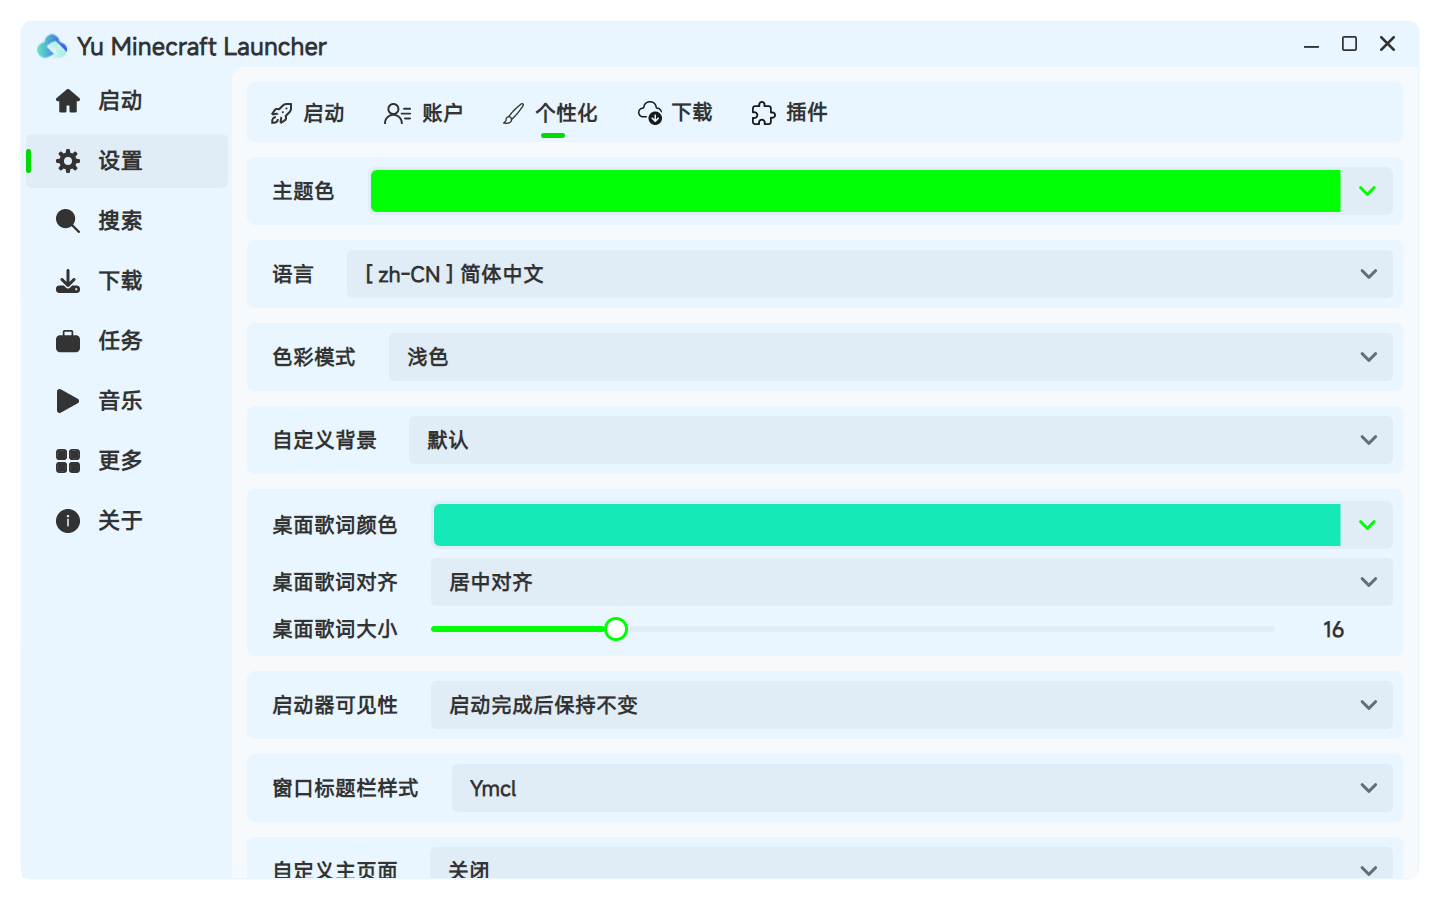 Yu Minecraft Launcher
启动
设置
搜索
下载
任务
音乐
更多
关于
启动 账户 个性化 下载 插件
主题色
语言 [ zh-CN ] 简体中文
色彩模式 浅色
自定义背景 默认
桌面歌词颜色
桌面歌词对齐 居中对齐
桌面歌词大小 16
启动器可见性 启动完成后保持不变
窗口标题栏样式 Ymcl
自定义主页面 关闭